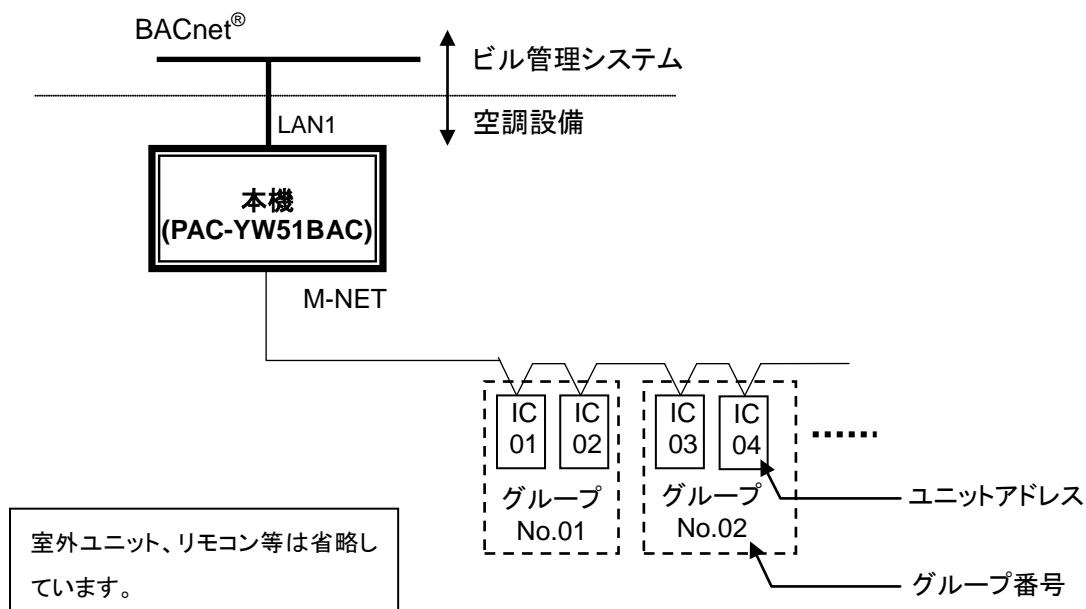 BACnet®
ビル管理システム
空調設備
LAN1
本機
(PAC-YW51BAC)
M-NET
IC
01
IC
02
IC
03
IC
04
グループ
No.01
グループ
No.02
ユニットアドレス
グループ番号
室外ユニット、リモコン等は省略し
ています。